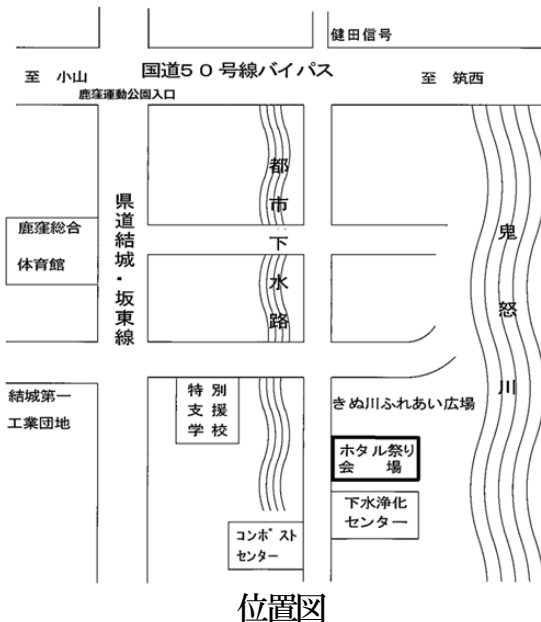 健田信号
至 小山
国道50号線バイパス
至 筑西
鹿窪運動公園入口
都市下水路
県道結城・坂東線
鬼怒川
鹿窪総合
体育館
結城第一
工業団地
特別
支援
学校
きぬ川ふれあい広場
ホタル祭り
会 場
下水浄化
センター
コンポスト
センター
位置図